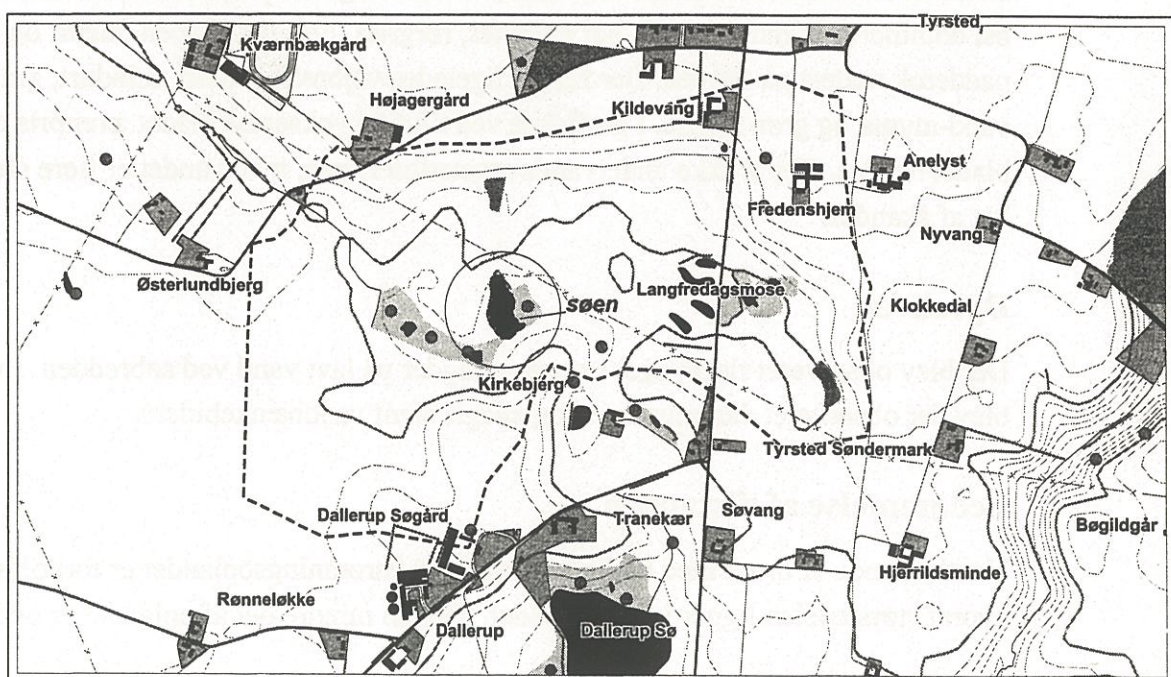 Tyrsted
Kværnbækgård
Højagergård
Kildevang
Anelyst
Fredenshjem
Nyvang
Østerlundbjerg
Langfredagsmose
søen
Klokkedal
Kirkebjerg
Tyrsted Søndermark
Dallerup Søgård
Tranekær
Søvang
Bøgildgår
Hjerrildsminde
Rønneløkke
Dallerup
Dallerup Sø